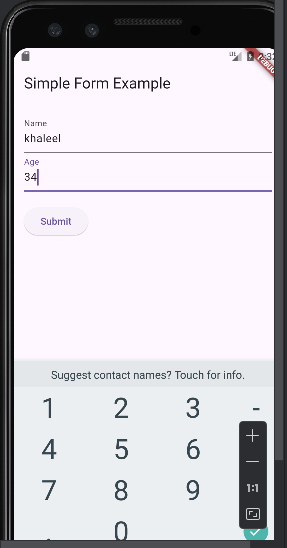 LTE
Simple Form Example
Name
khaleel
Age
34
Submit
Suggest contact names? Touch for info.
1 2 3 -
4 5 6
7 8 9
. 0
1:1